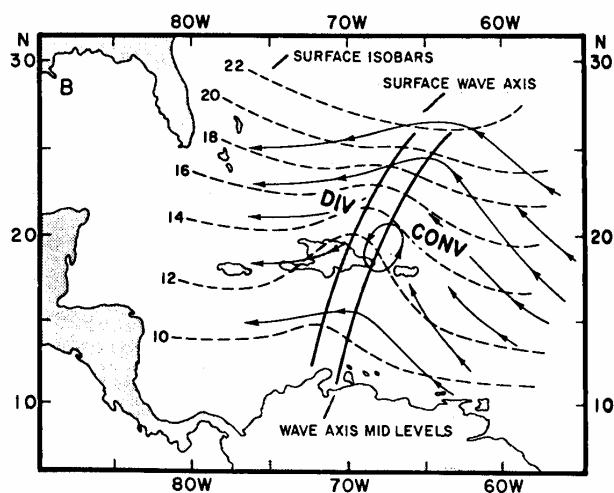 80W 70W 60W
N N
30 30
B
22
SURFACE ISOBARS
SURFACE WAVE AXIS
20
18
16
DIV
14
CONV
20 20
12
10
10 10
WAVE AXIS MID LEVELS
80W 70W 60W